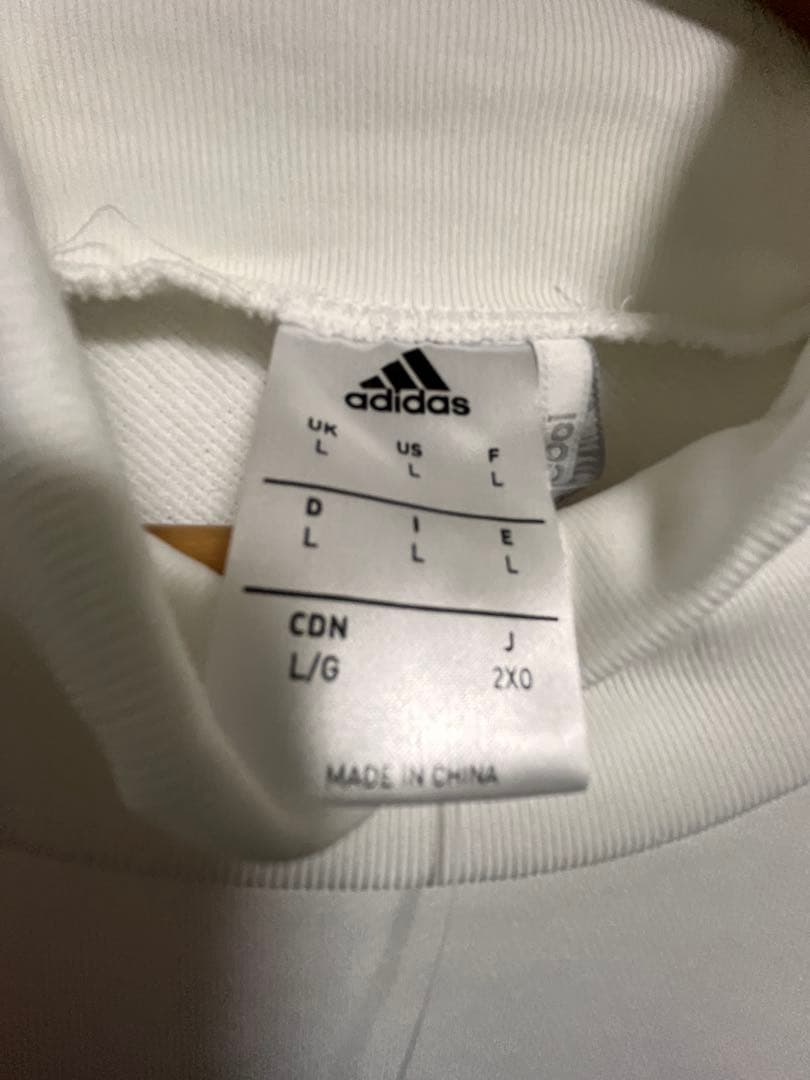 adidas
UK US F
L L L
D I E
L L L
CDN J
L/G 2XO
MADE IN CHINA